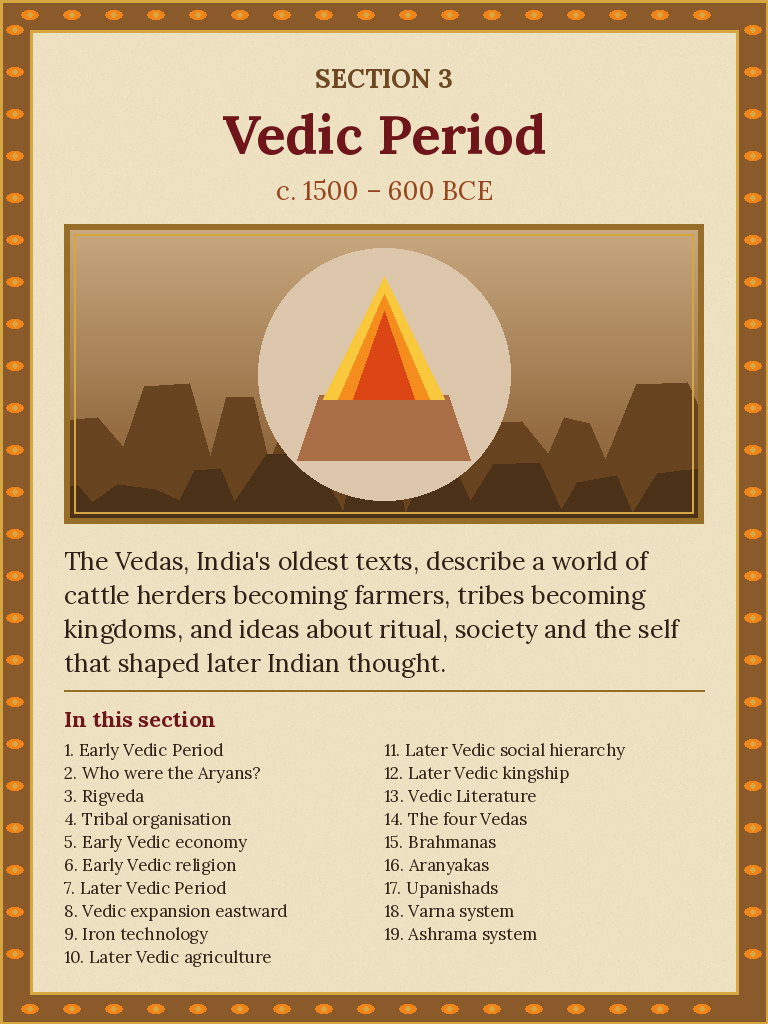 SECTION 3
Vedic Period
c. 1500 – 600 BCE
The Vedas, India's oldest texts, describe a world of
cattle herders becoming farmers, tribes becoming
kingdoms, and ideas about ritual, society and the self
that shaped later Indian thought.
In this section
1. Early Vedic Period
2. Who were the Aryans?
3. Rigveda
4. Tribal organisation
5. Early Vedic economy
6. Early Vedic religion
7. Later Vedic Period
8. Vedic expansion eastward
9. Iron technology
10. Later Vedic agriculture
11. Later Vedic social hierarchy
12. Later Vedic kingship
13. Vedic Literature
14. The four Vedas
15. Brahmanas
16. Aranyakas
17. Upanishads
18. Varna system
19. Ashrama system